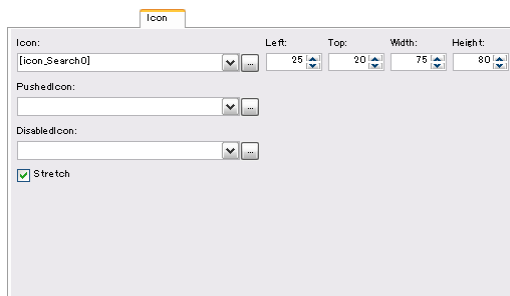 Icon
Icon: Left: Top: Width: Height:
[icon_Search0] ... 25 20 75 80
PushedIcon:
...
DisabledIcon:
...
Stretch